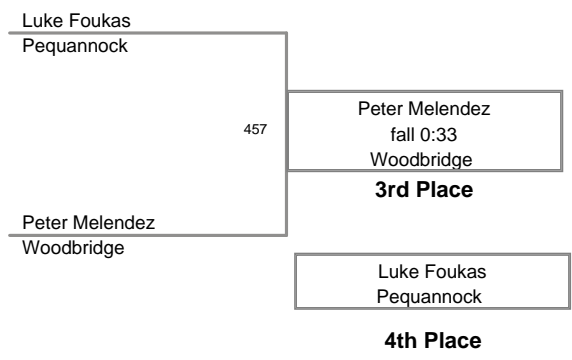 Luke Foukas
Pequannock
457
Peter Melendez
fall 0:33
Woodbridge
3rd Place
Peter Melendez
Woodbridge
Luke Foukas
Pequannock
4th Place